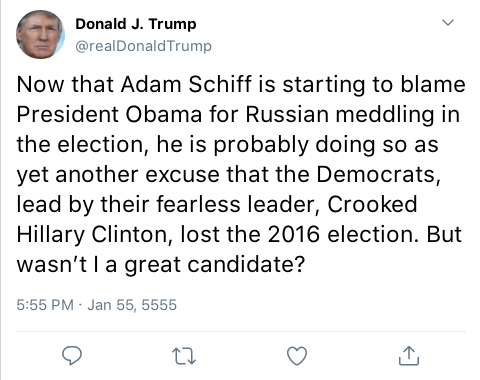 Donald J. Trump
@realDonaldTrump
Now that Adam Schiff is starting to blame
President Obama for Russian meddling in
the election, he is probably doing so as
yet another excuse that the Democrats,
lead by their fearless leader, Crooked
Hillary Clinton, lost the 2016 election. But
wasn’t I a great candidate?
5:55 PM · Jan 55, 5555